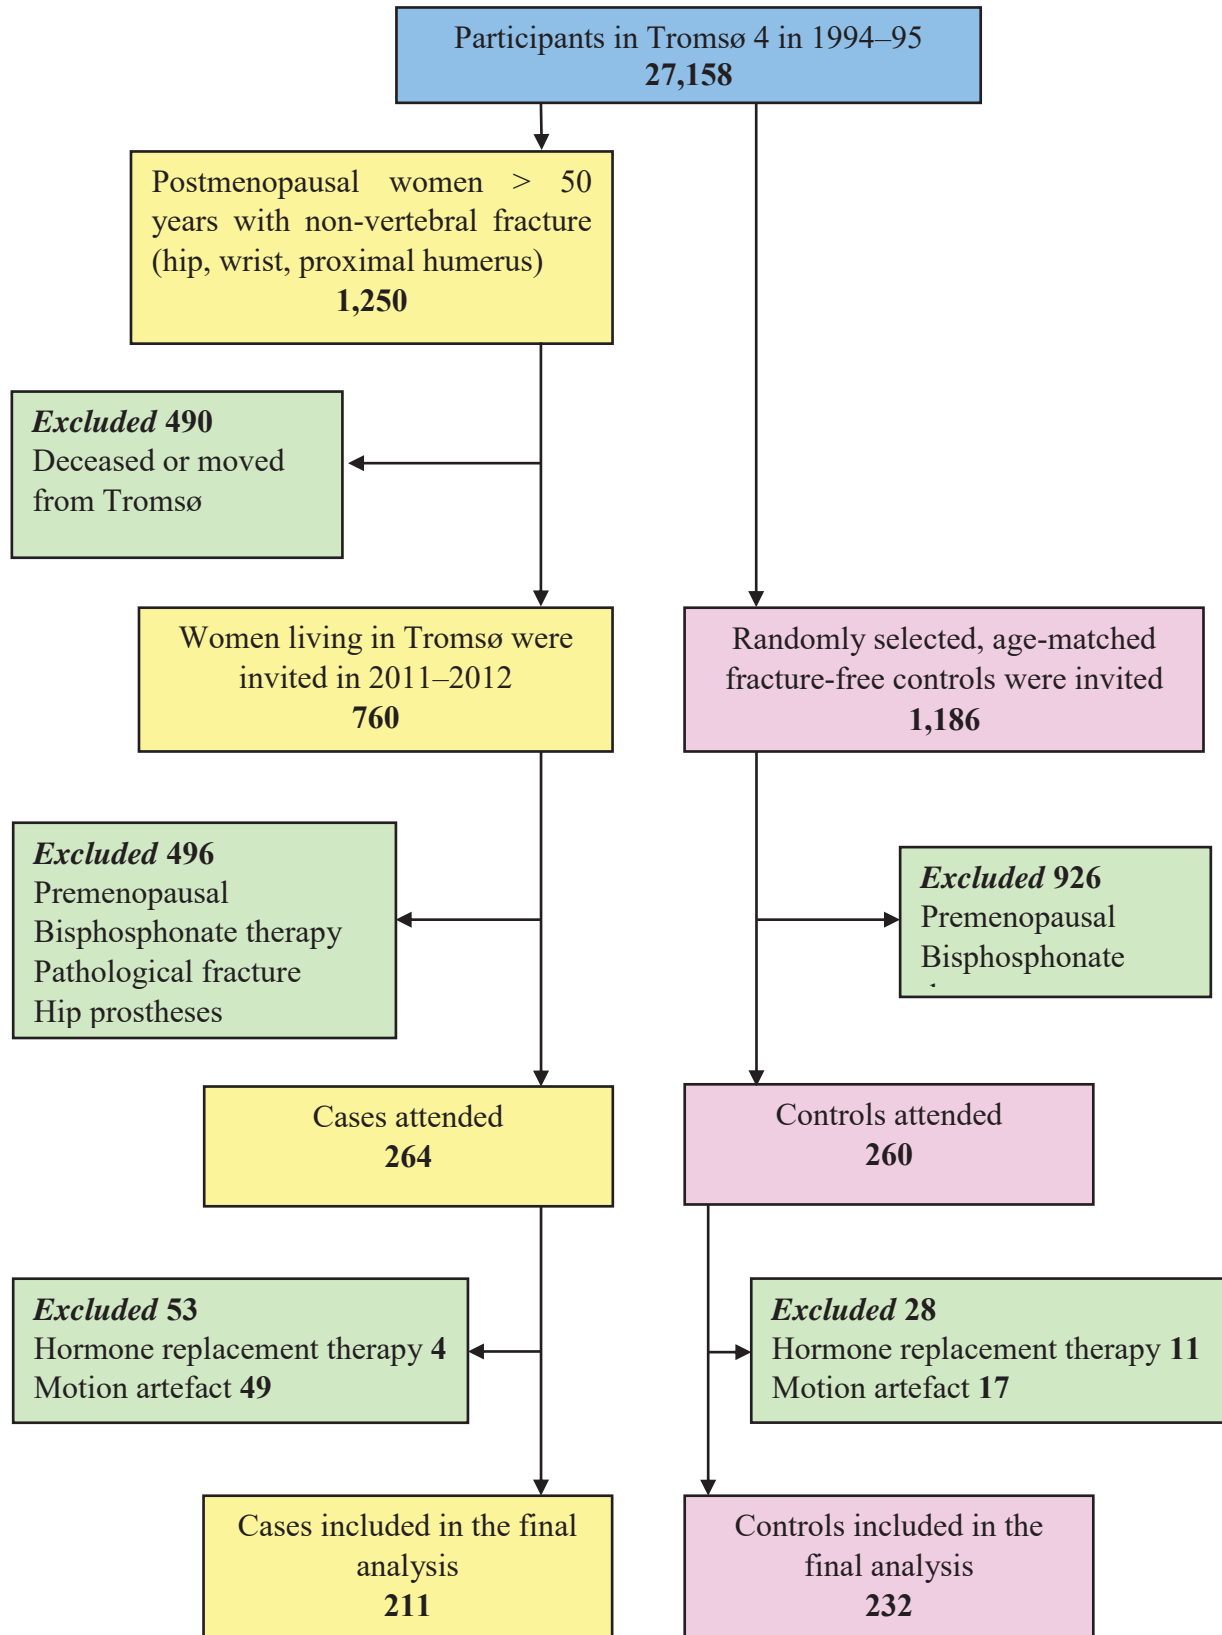 Participants in Tromsø 4 in 1994–95
27,158
Postmenopausal women > 50
years with non-vertebral fracture
(hip, wrist, proximal humerus)
1,250
Excluded 490
Deceased or moved
from Tromsø
Women living in Tromsø were
invited in 2011–2012
760
Randomly selected, age-matched
fracture-free controls were invited
1,186
Excluded 496
Premenopausal
Bisphosphonate therapy
Pathological fracture
Hip prostheses
Excluded 926
Premenopausal
Bisphosphonate
Cases attended
264
Controls attended
260
Excluded 53
Hormone replacement therapy 4
Motion artefact 49
Excluded 28
Hormone replacement therapy 11
Motion artefact 17
Cases included in the final
analysis
211
Controls included in the
final analysis
232